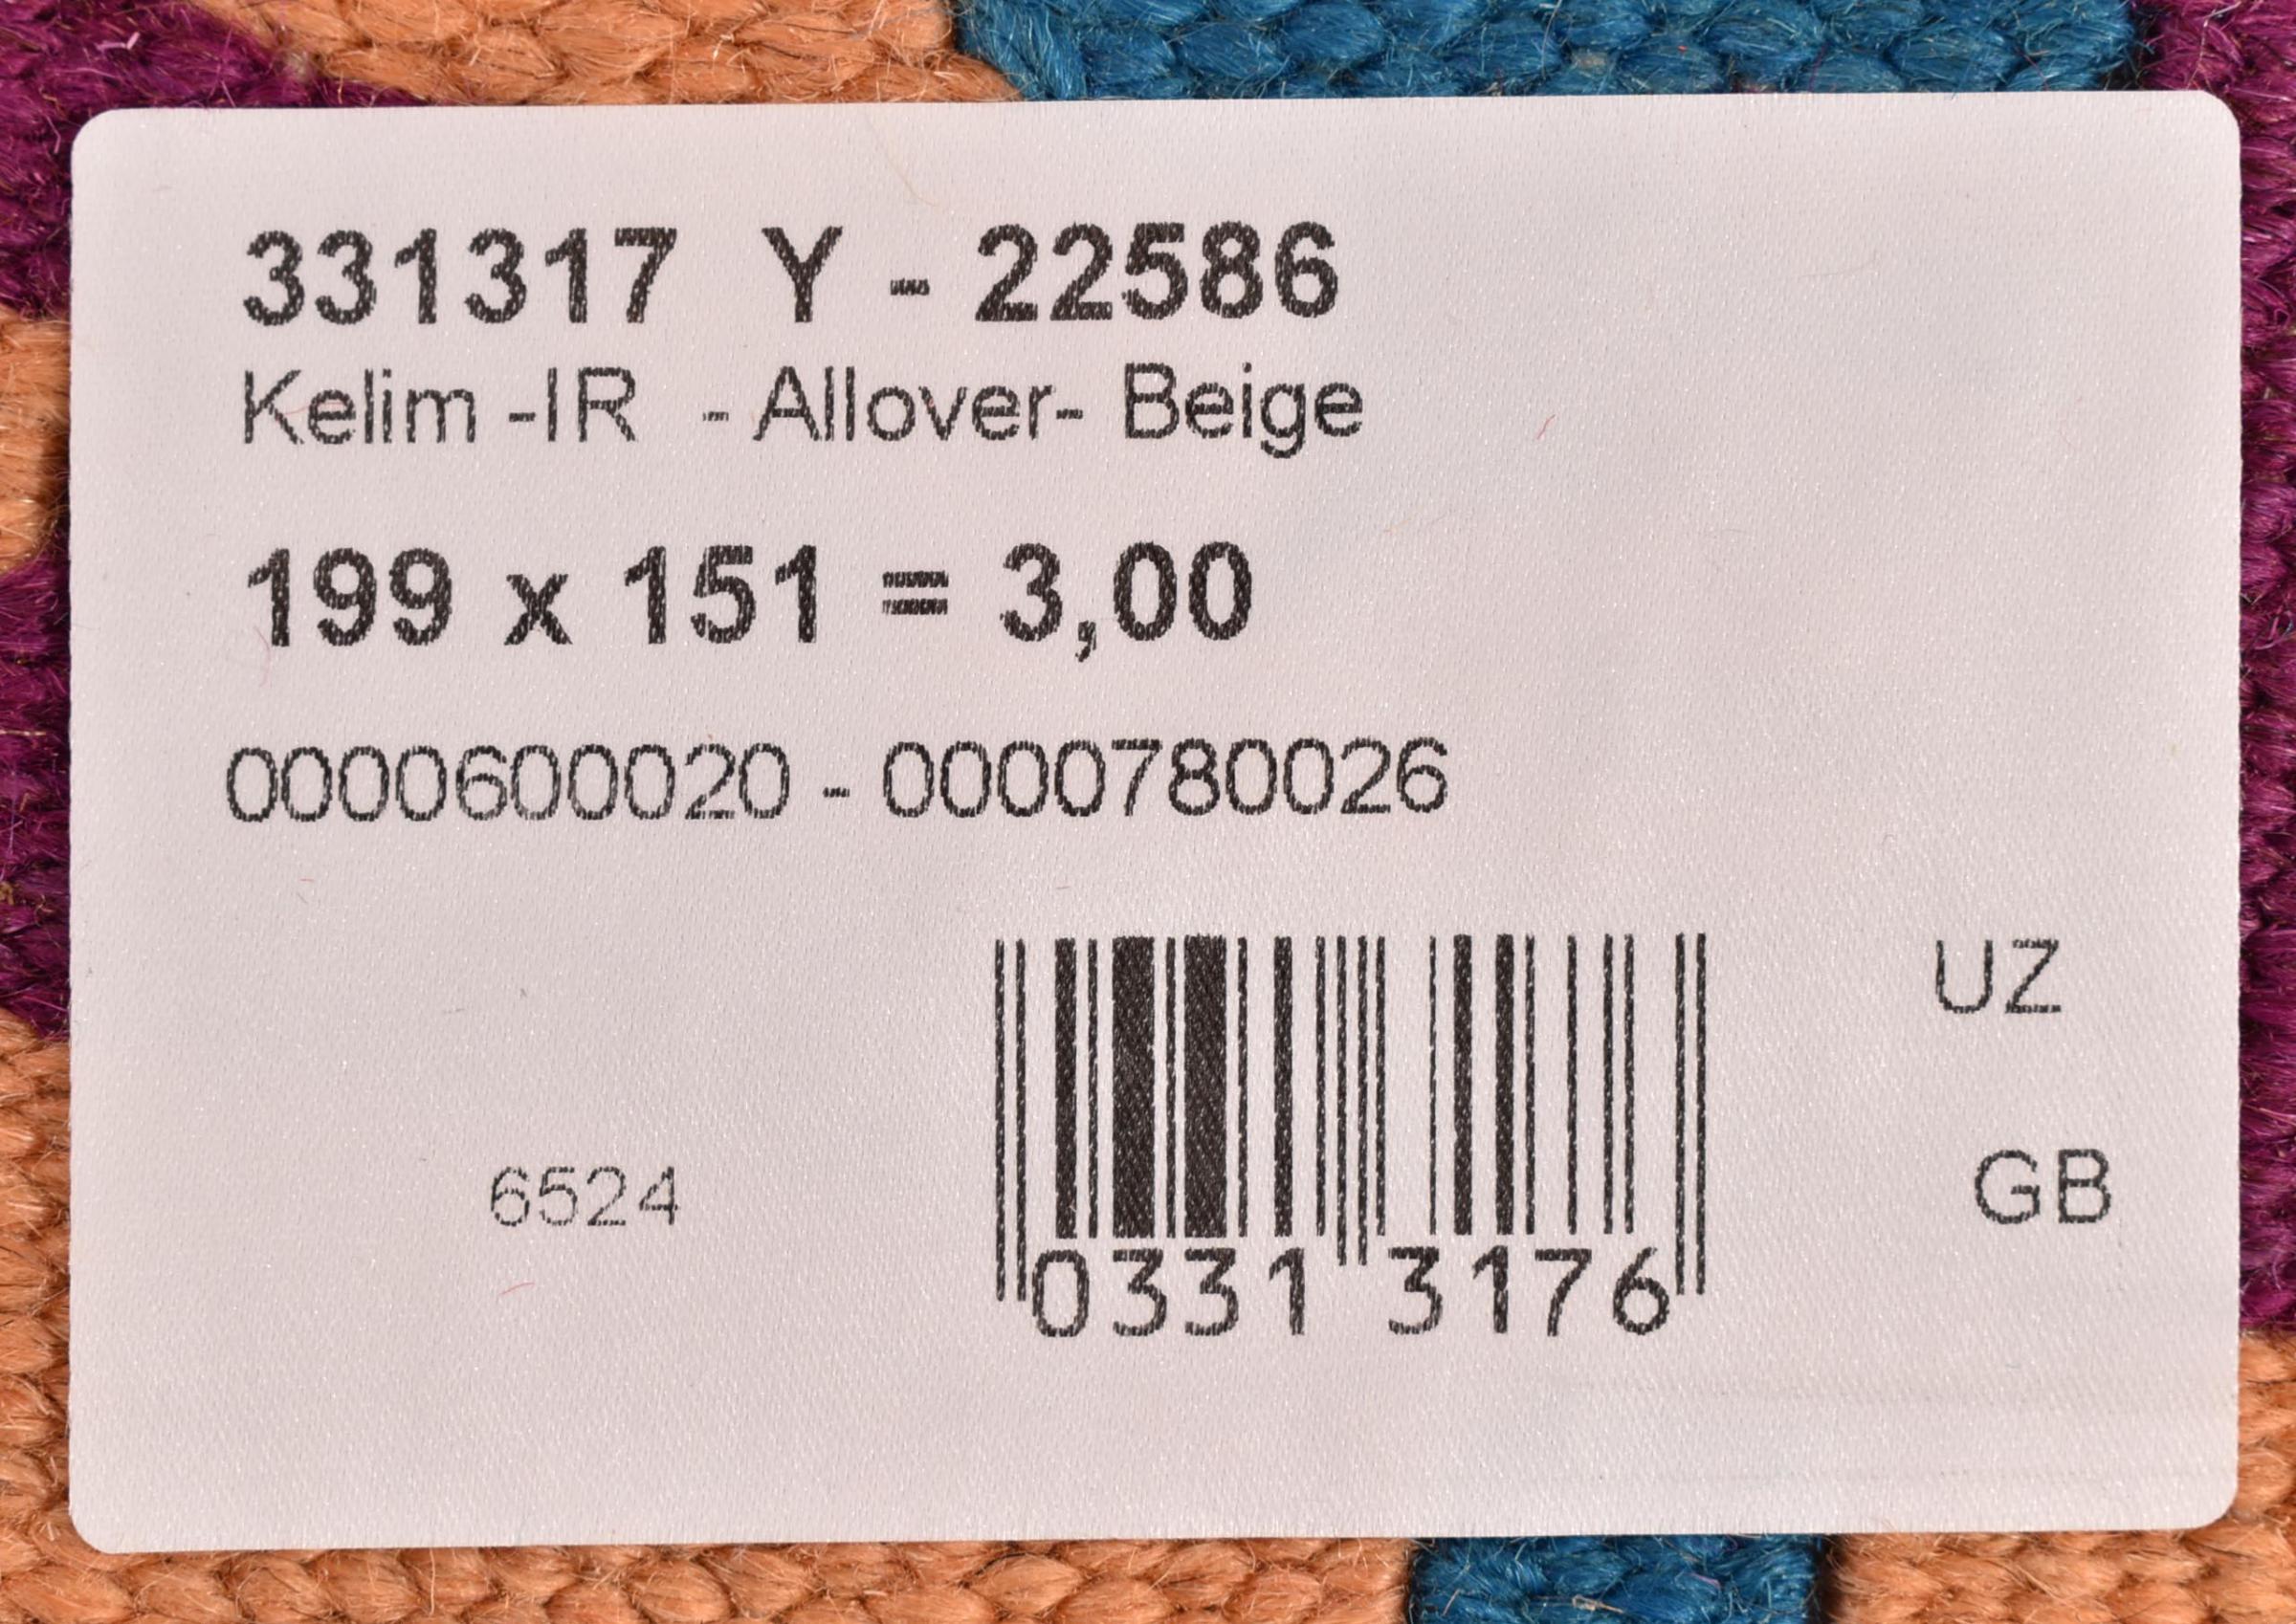 331317 Y - 22586
Kelim -IR - Allover- Beige
199 x 151 = 3,00
0000600020 - 0000780026
UZ
6524
GB
0331 3176